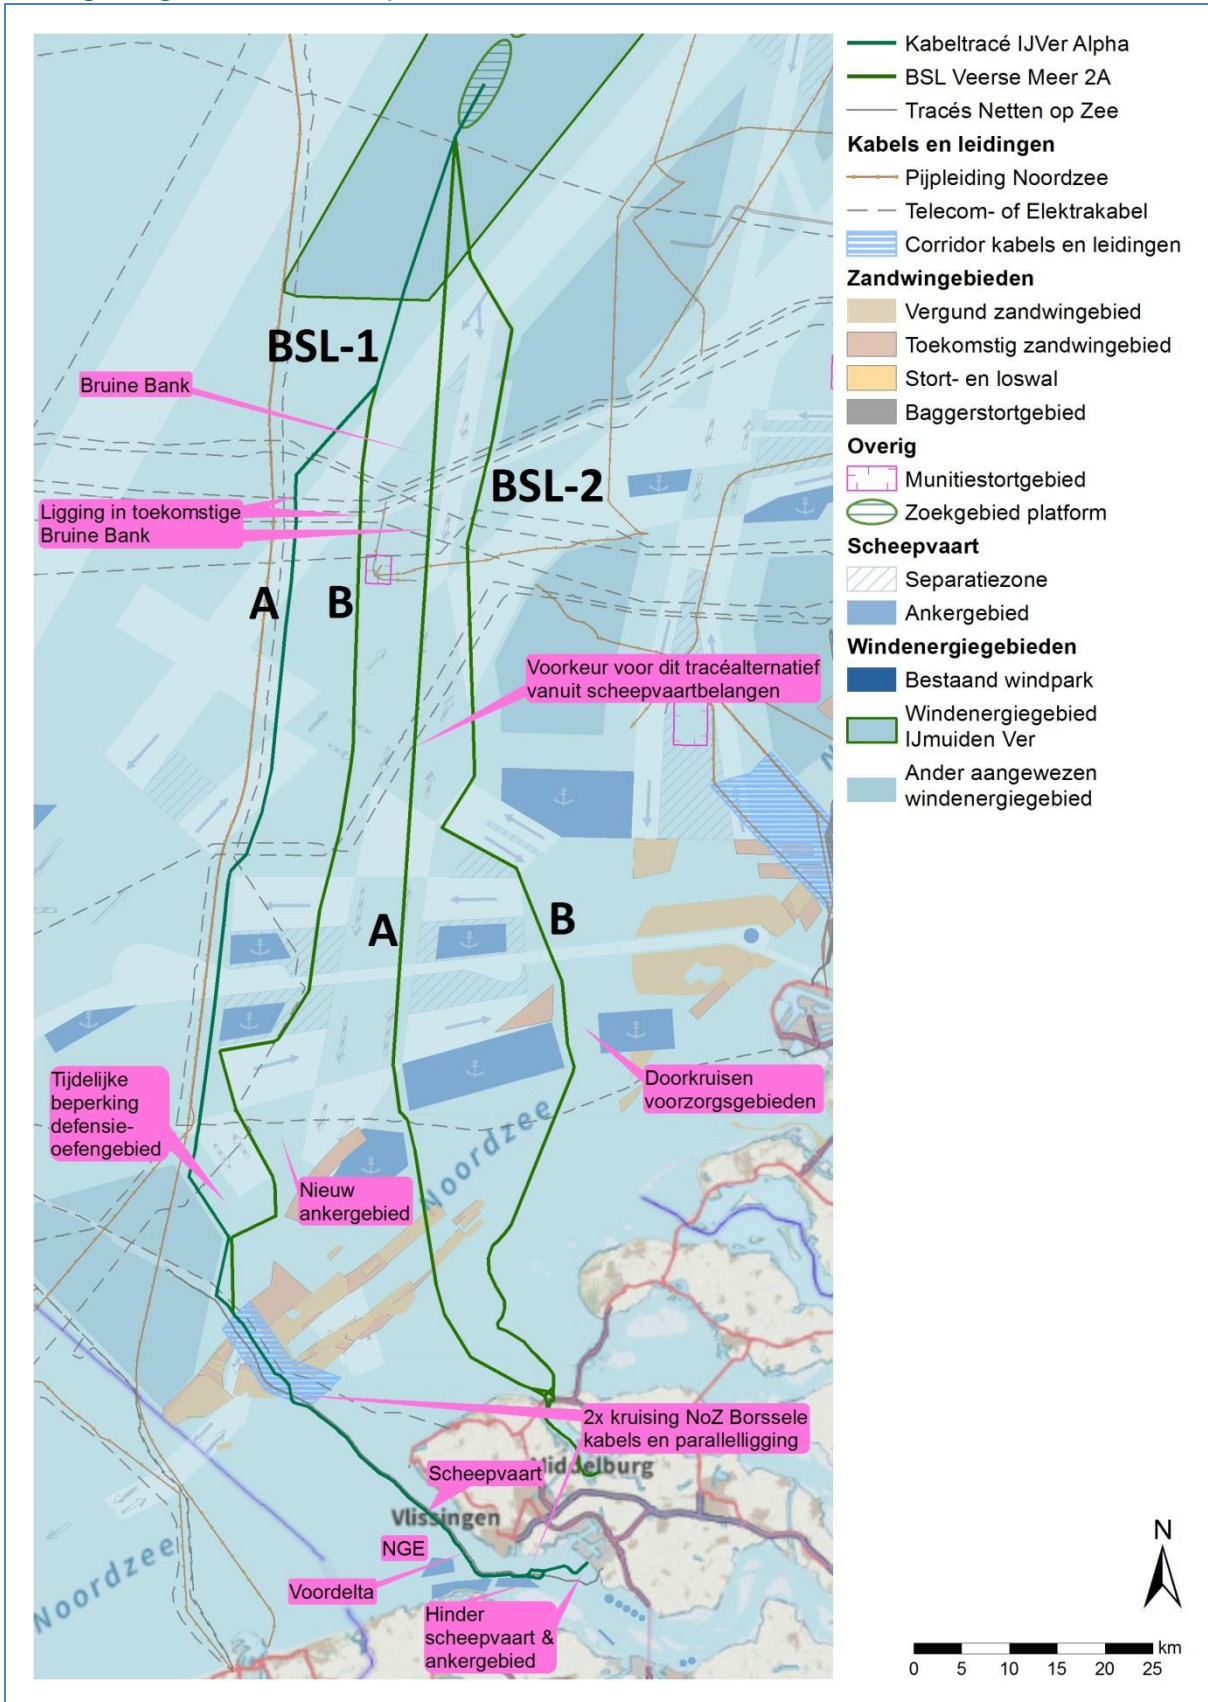 BSL-1
Bruine Bank
BSL-2
Ligging in toekomstige
Bruine Bank
A
B
Voorkeur voor dit tracéalternatief
vanuit scheepvaartbelangen
A
B
Tijdelijke
beperking
defensie-
oefengebied
Doorkruisen
voorzorgsgebieden
Noordzee
Nieuw
ankergebied
2x kruising NoZ Borssele
kabels en parallelligging
Middelburg
Scheepvaart
Vlissingen
NGE
Voordelta
Noordzee
Hinder
scheepvaart &
ankergebied
Kabeltracé IJVer Alpha
BSL Veerse Meer 2A
Tracés Netten op Zee
Kabels en leidingen
Pijpleiding Noordzee
Telecom- of Elektrakabel
Corridor kabels en leidingen
Zandwingebieden
Vergund zandwingebied
Toekomstig zandwingebied
Stort- en loswal
Baggerstortgebied
Overig
Munitiestortgebied
Zoekgebied platform
Scheepvaart
Separatiezone
Ankergebied
Windenergiegebieden
Bestaand windpark
Windenergiegebied
IJmuiden Ver
Ander aangewezen
windenergiegebied
N
km
0 5 10 15 20 25